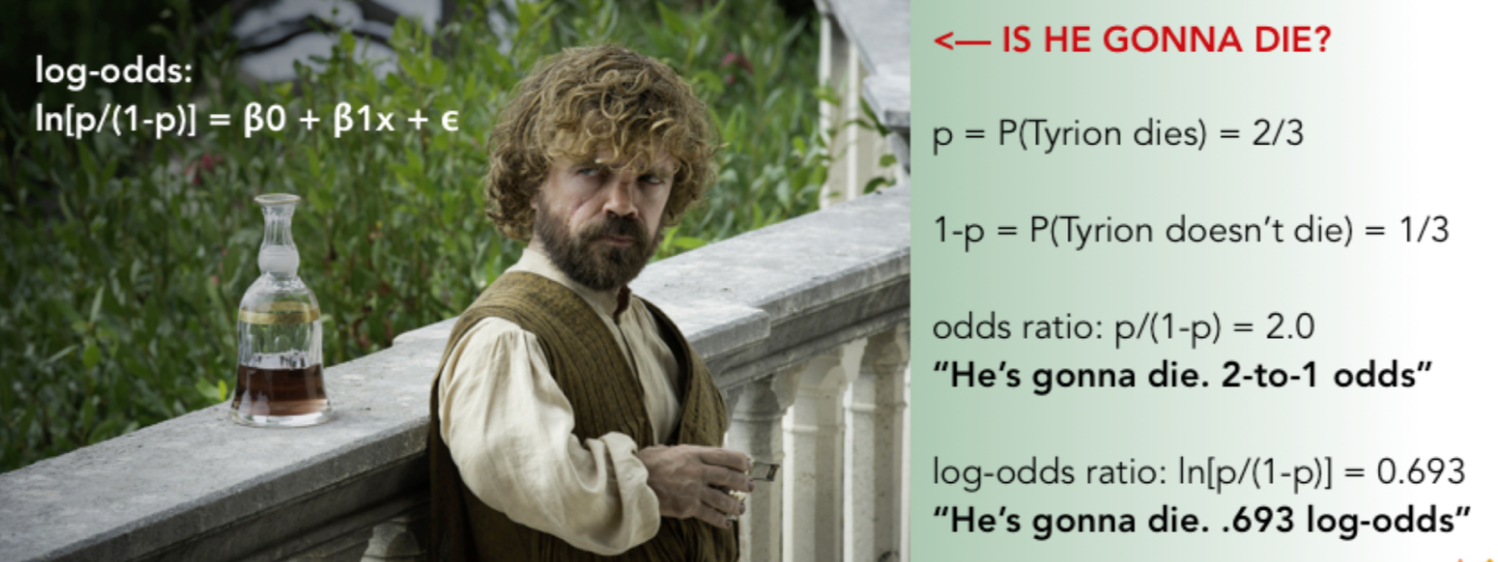 log-odds:
ln[p/(1-p)] = β0 + β1x + ϵ
<— IS HE GONNA DIE?
p = P(Tyrion dies) = 2/3
1-p = P(Tyrion doesn’t die) = 1/3
odds ratio: p/(1-p) = 2.0
“He’s gonna die. 2-to-1 odds”
log-odds ratio: ln[p/(1-p)] = 0.693
“He’s gonna die. .693 log-odds”